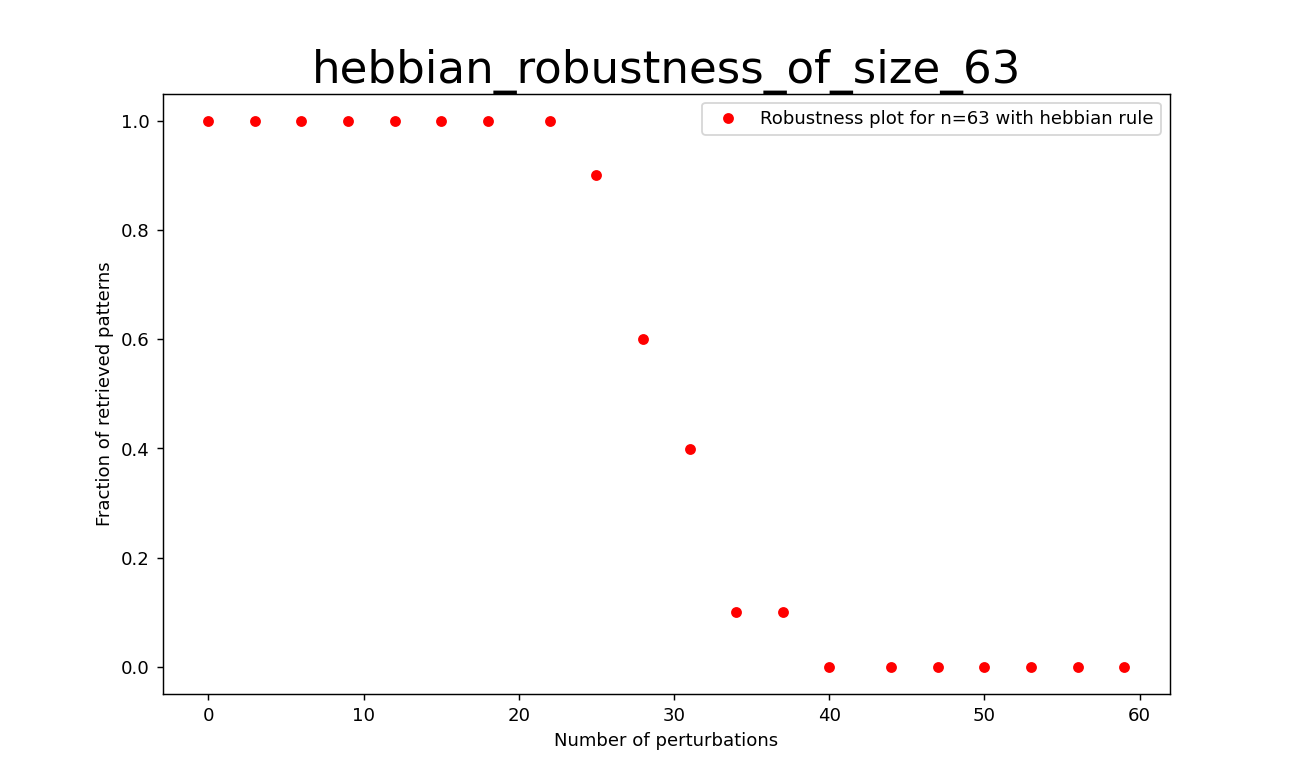 hebbian_robustness_of_size_63
Robustness plot for n=63 with hebbian rule
1.0
0.8
0.6
0.4
0.2
0.0
Fraction of retrieved patterns
0 10 20 30 40 50 60
Number of perturbations